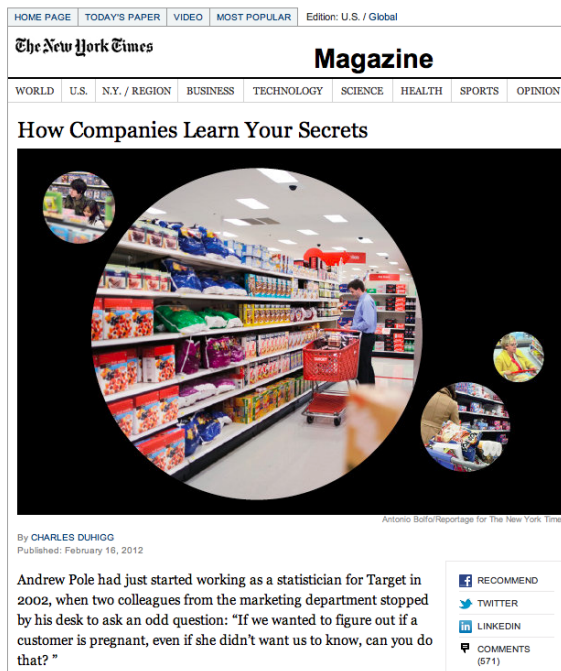 HOME PAGE TODAY'S PAPER VIDEO MOST POPULAR Edition: U.S. / Global
The New York Times
Magazine
WORLD U.S. N.Y. / REGION BUSINESS TECHNOLOGY SCIENCE HEALTH SPORTS OPINION
How Companies Learn Your Secrets
Antonio Bolfo/Reportage for The New York Time
By CHARLES DUHIGG
Published: February 16, 2012
Andrew Pole had just started working as a statistician for Target in
2002, when two colleagues from the marketing department stopped
by his desk to ask an odd question: “If we wanted to figure out if a
customer is pregnant, even if she didn’t want us to know, can you do
that? ”
RECOMMEND
TWITTER
LINKEDIN
COMMENTS
(571)